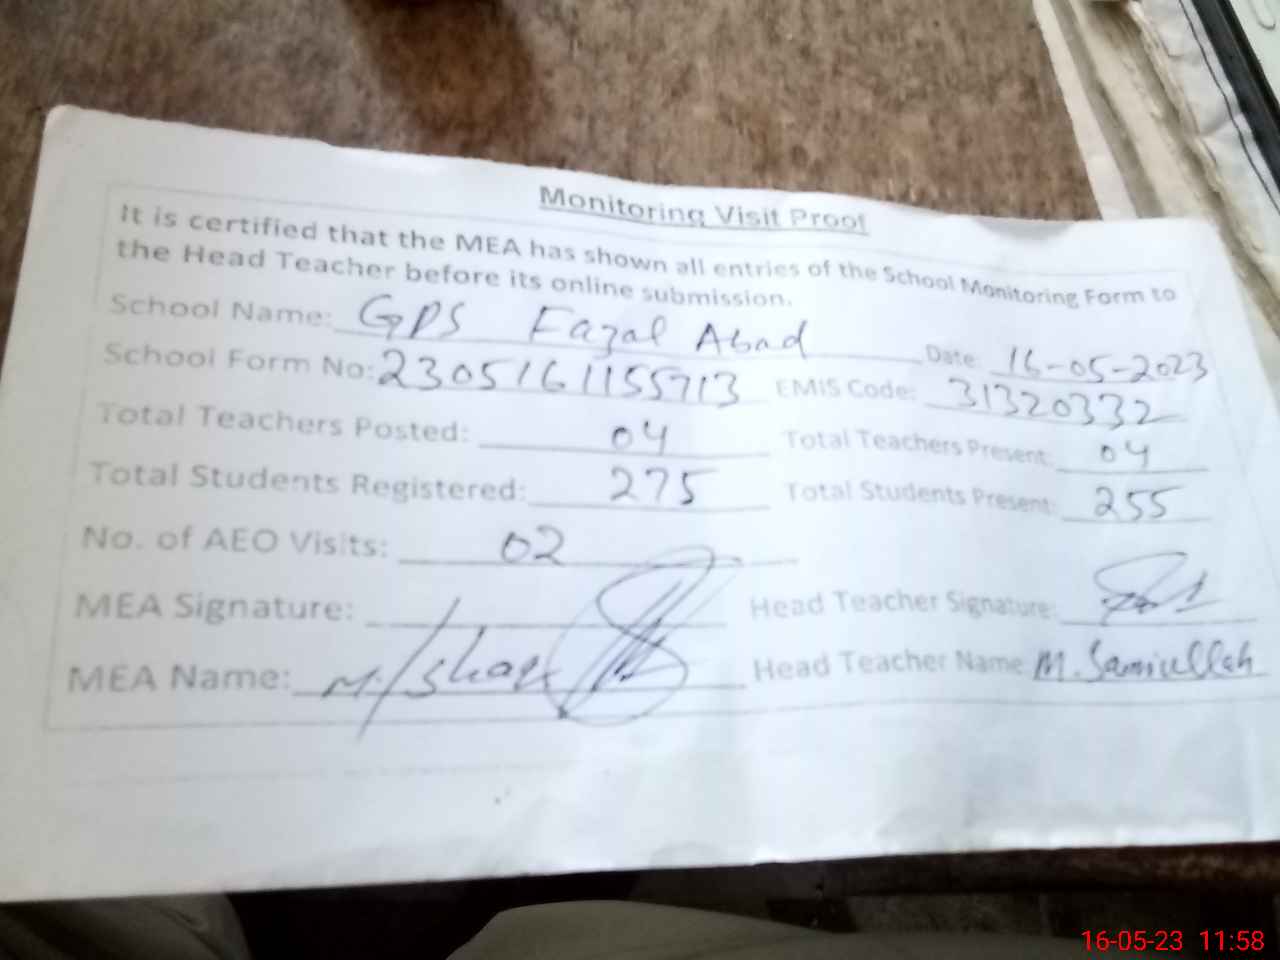 Monitoring Visit Proof
It is certified that the MEA has shown all entries of the School Monitoring Form to
the Head Teacher before its online submission.
School Name: GPS Fazal Abad Date: 16-05-2023
School Form No: 2305161155713 EMIS Code: 31320332
Total Teachers Posted: 04 Total Teachers Present: 04
Total Students Registered: 275 Total Students Present: 255
No. of AEO Visits: 02
MEA Signature: Head Teacher Signature:
MEA Name: M. Head Teacher Name: M. Samiullah
16-05-23 11:58